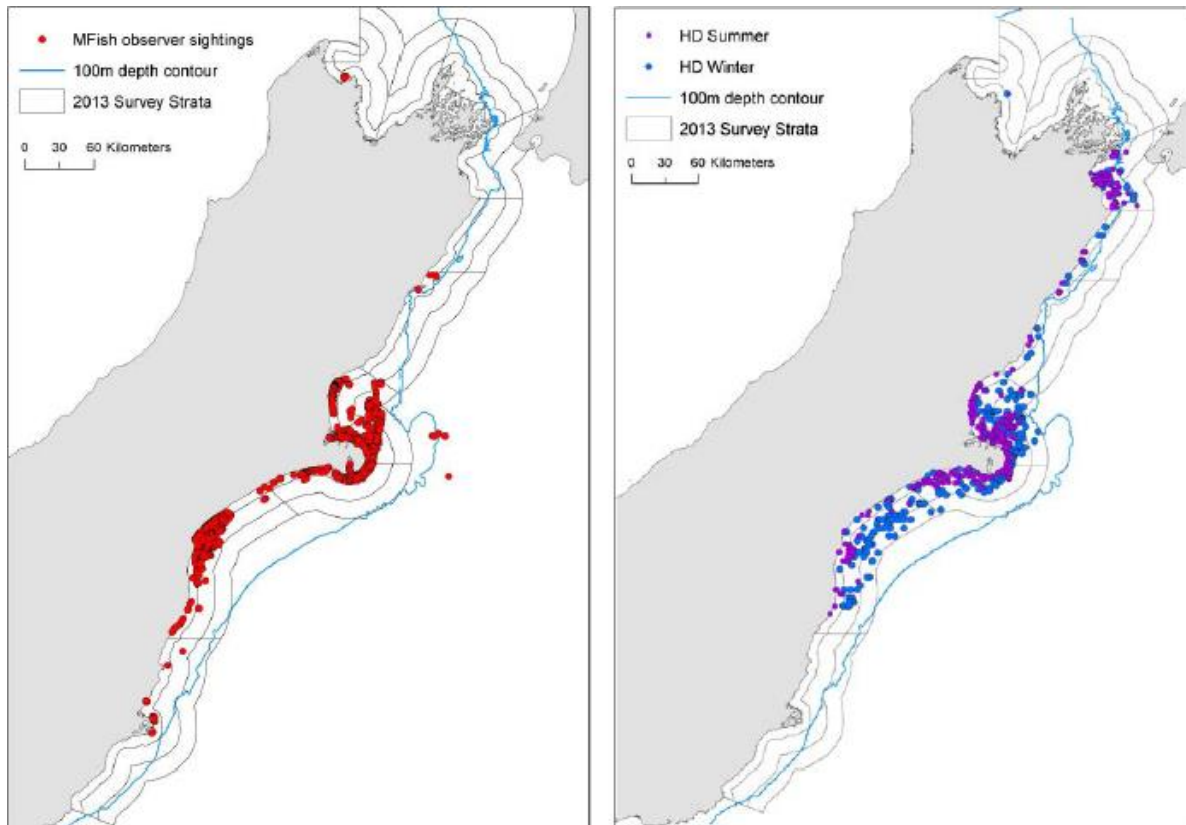 MFish observer sightings
100m depth contour
2013 Survey Strata
0 30 60 Kilometers
HD Summer
HD Winter
100m depth contour
2013 Survey Strata
0 30 60 Kilometers